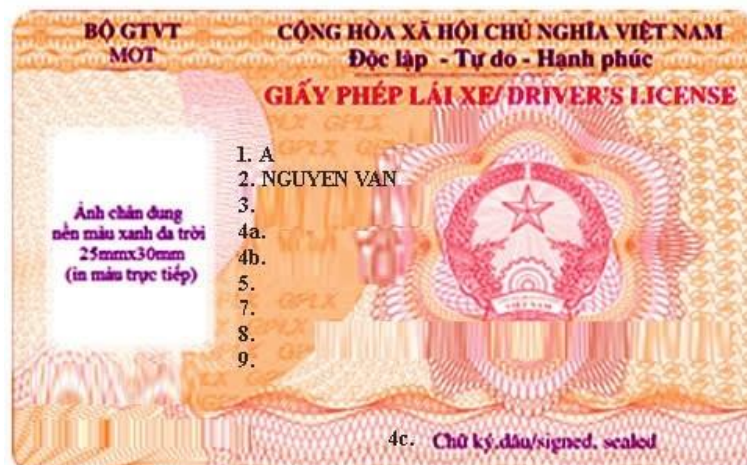 BỘ GTVT
MOT
CỘNG HÒA XÃ HỘI CHỦ NGHĨA VIỆT NAM
Độc lập - Tự do - Hạnh phúc
GIẤY PHÉP LÁI XE/ DRIVER'S LICENSE
Ảnh chân dung
nền màu xanh da trời
25mmx30mm
(in màu trực tiếp)
1. A
2. NGUYEN VAN
3.
4a.
4b.
5.
7.
8.
9.
VIỆT NAM
4c. Chữ ký,dấu/signed, sealed